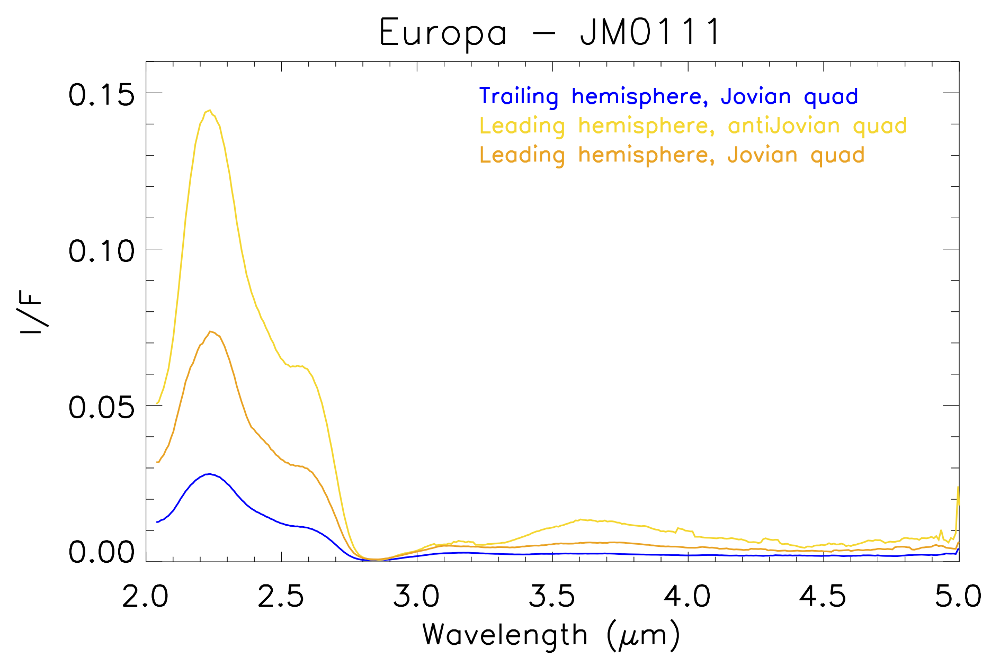 Europa - JM0111
Trailing hemisphere, Jovian quad
Leading hemisphere, antiJovian quad
Leading hemisphere, Jovian quad
0.15
0.10
0.05
0.00
I/F
2.0 2.5 3.0 3.5 4.0 4.5 5.0
Wavelength (μm)